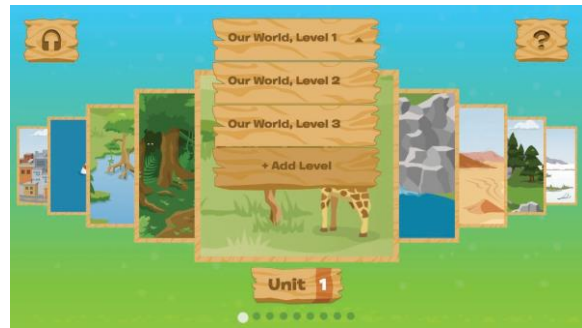 Our World, Level 1
?
Our World, Level 2
Our World, Level 3
+ Add Level
Unit 1